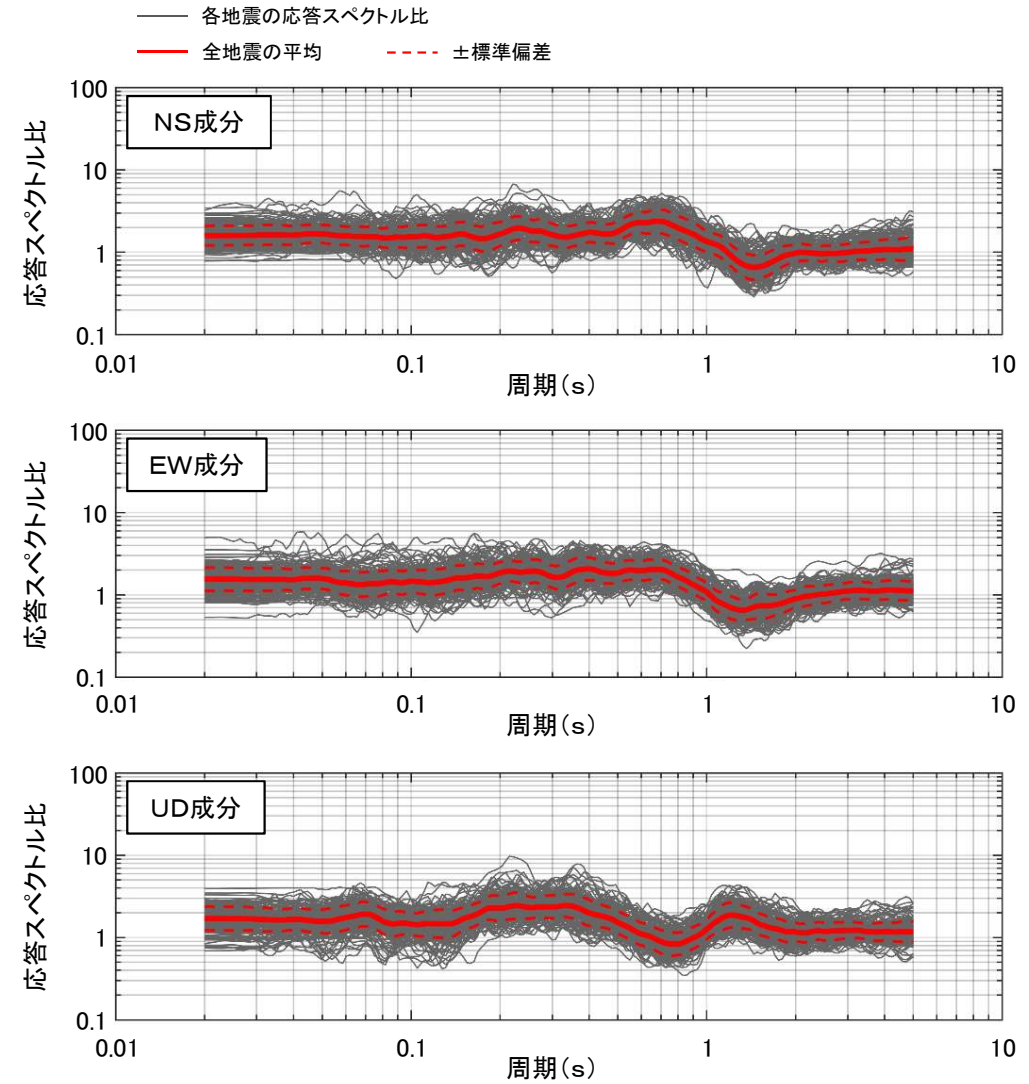 各地震の応答スペクトル比
全地震の平均 ±標準偏差
NS成分
応答スペクトル比
100
10
1
0.1
0.01 0.1 1 10
周期(s)
EW成分
応答スペクトル比
100
10
1
0.1
0.01 0.1 1 10
周期(s)
UD成分
応答スペクトル比
100
10
1
0.1
0.01 0.1 1 10
周期(s)